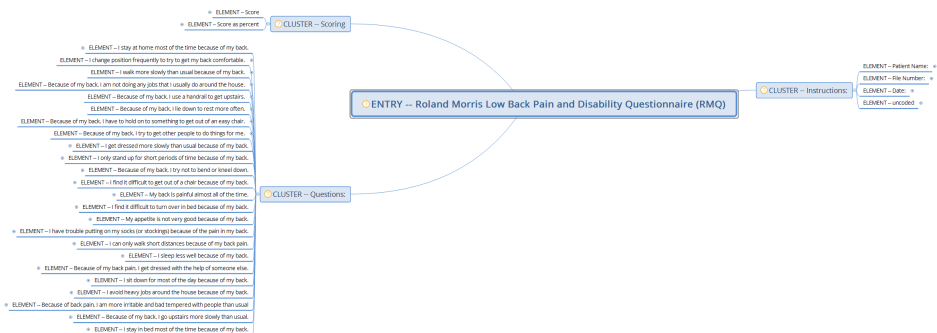 ELEMENT -- Score
ELEMENT -- Score as percent
CLUSTER -- Scoring
ELEMENT -- I stay at home most of the time because of my back.
ELEMENT -- I change position frequently to try to get my back comfortable.
ELEMENT -- I walk more slowly than usual because of my back.
ELEMENT -- Because of my back, I am not doing any jobs that I usually do around the house.
ELEMENT -- Because of my back, I use a handrail to get upstairs.
ELEMENT -- Because of my back, I lie down to rest more often.
ELEMENT -- Because of my back, I have to hold on to something to get out of an easy chair.
ELEMENT -- Because of my back, I try to get other people to do things for me.
ELEMENT -- I get dressed more slowly than usual because of my back.
ELEMENT -- I only stand up for short periods of time because of my back.
ELEMENT -- Because of my back, I try not to bend or kneel down.
ELEMENT -- I find it difficult to get out of a chair because of my back.
ELEMENT -- My back is painful almost all of the time.
ELEMENT -- I find it difficult to turn over in bed because of my back.
ELEMENT -- My appetite is not very good because of my back.
ELEMENT -- I have trouble putting on my socks (or stockings) because of the pain in my back.
ELEMENT -- I can only walk short distances because of my back pain.
ELEMENT -- I sleep less well because of my back.
ELEMENT -- Because of my back pain, I get dressed with the help of someone else.
ELEMENT -- I sit down for most of the day because of my back.
ELEMENT -- I avoid heavy jobs around the house because of my back.
ELEMENT -- Because of back pain, I am more irritable and bad tempered with people than usual
ELEMENT -- Because of my back, I go upstairs more slowly than usual.
ELEMENT -- I stay in bed most of the time because of my back.
CLUSTER -- Questions:
ENTRY -- Roland Morris Low Back Pain and Disability Questionnaire (RMQ)
CLUSTER -- Instructions:
ELEMENT -- Patient Name:
ELEMENT -- File Number:
ELEMENT -- Date:
ELEMENT -- uncoded